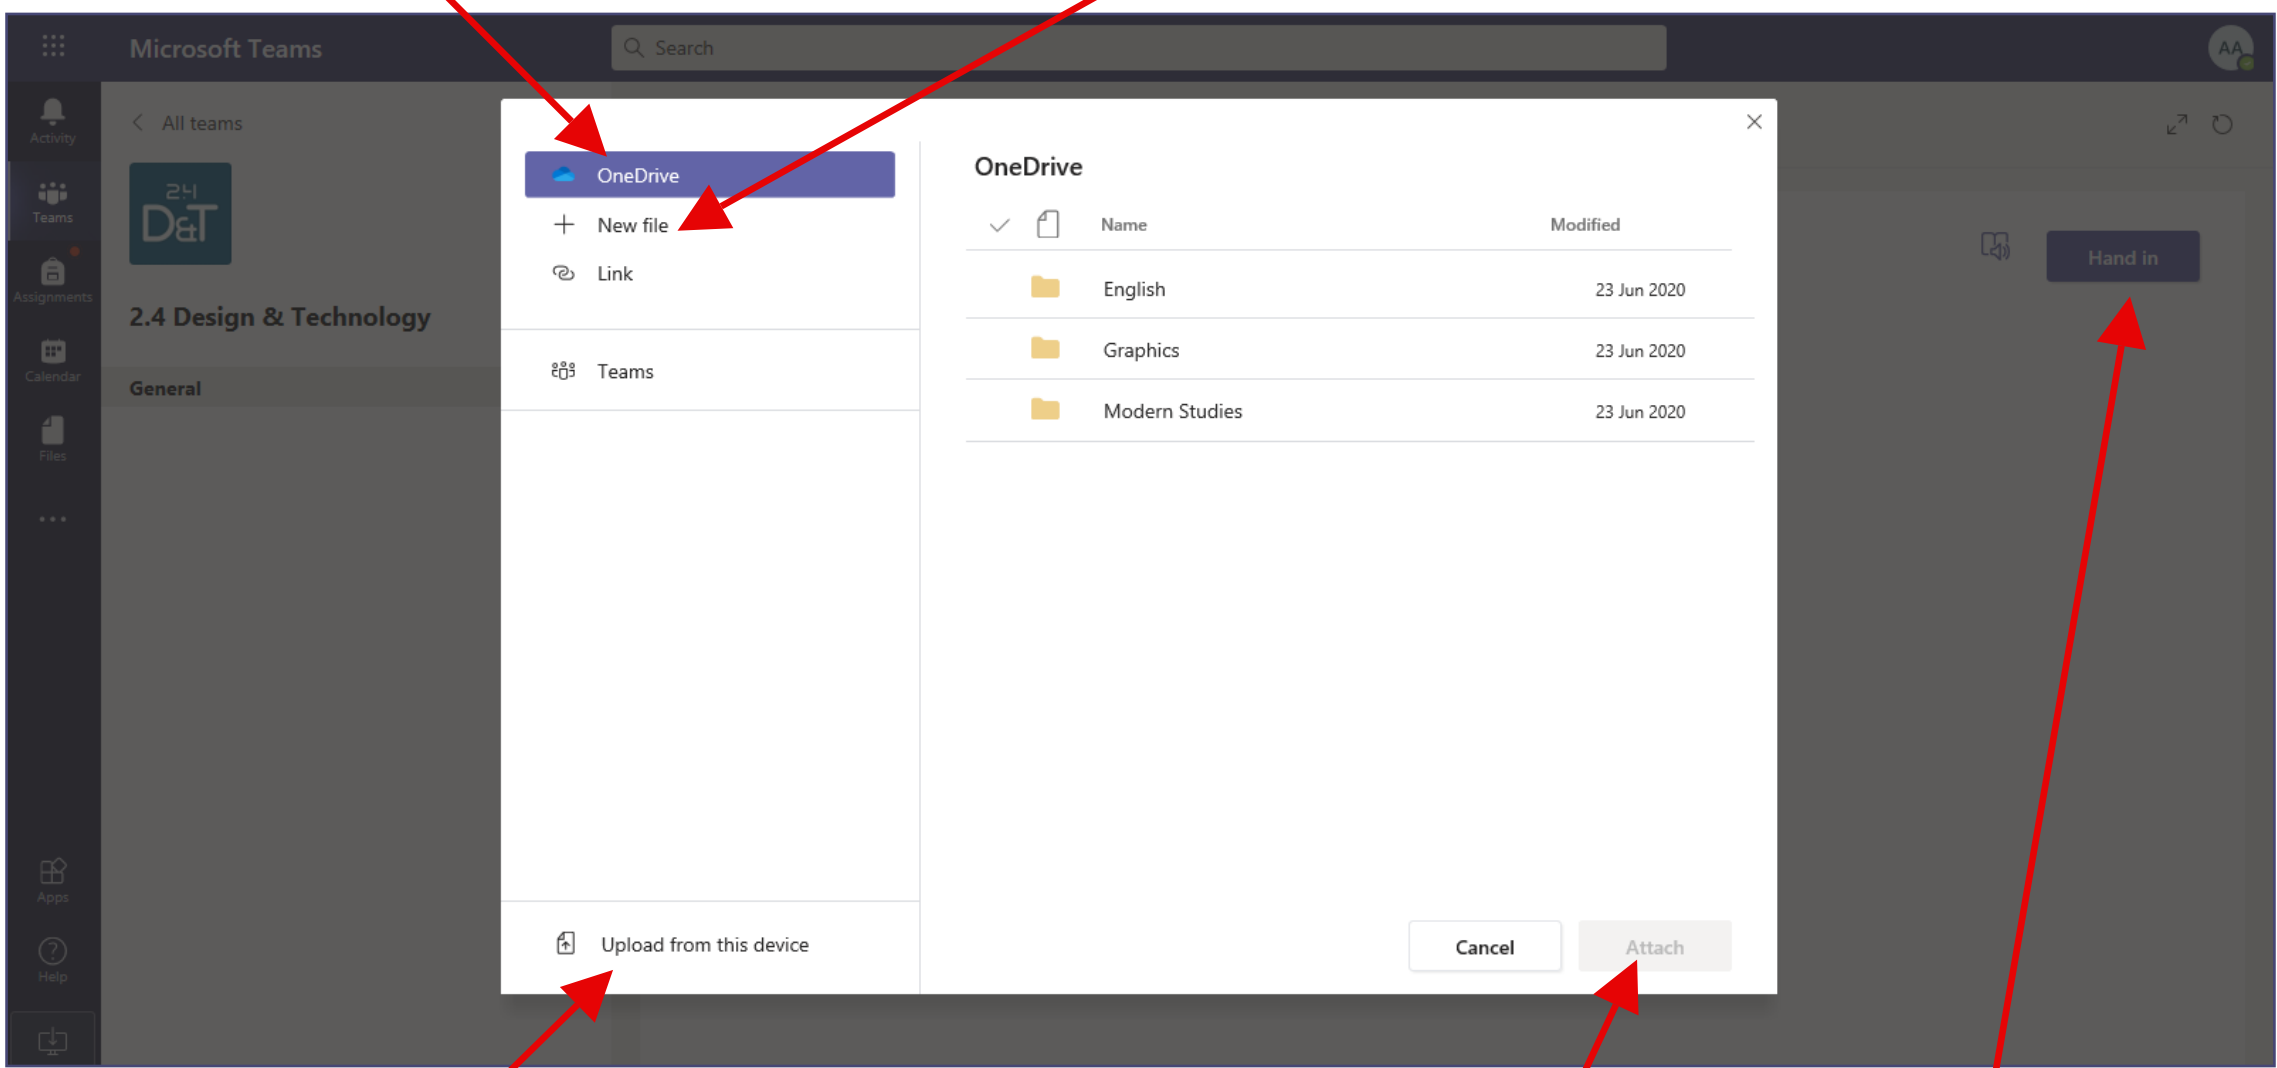 Microsoft Teams
Search
AA
Activity
Teams
Assignments
Calendar
Files
Apps
Help
All teams
2.4
D&T
2.4 Design & Technology
General
OneDrive
New file
Link
Teams
Upload from this device
OneDrive
Name Modified
English 23 Jun 2020
Graphics 23 Jun 2020
Modern Studies 23 Jun 2020
Cancel Attach
Hand in